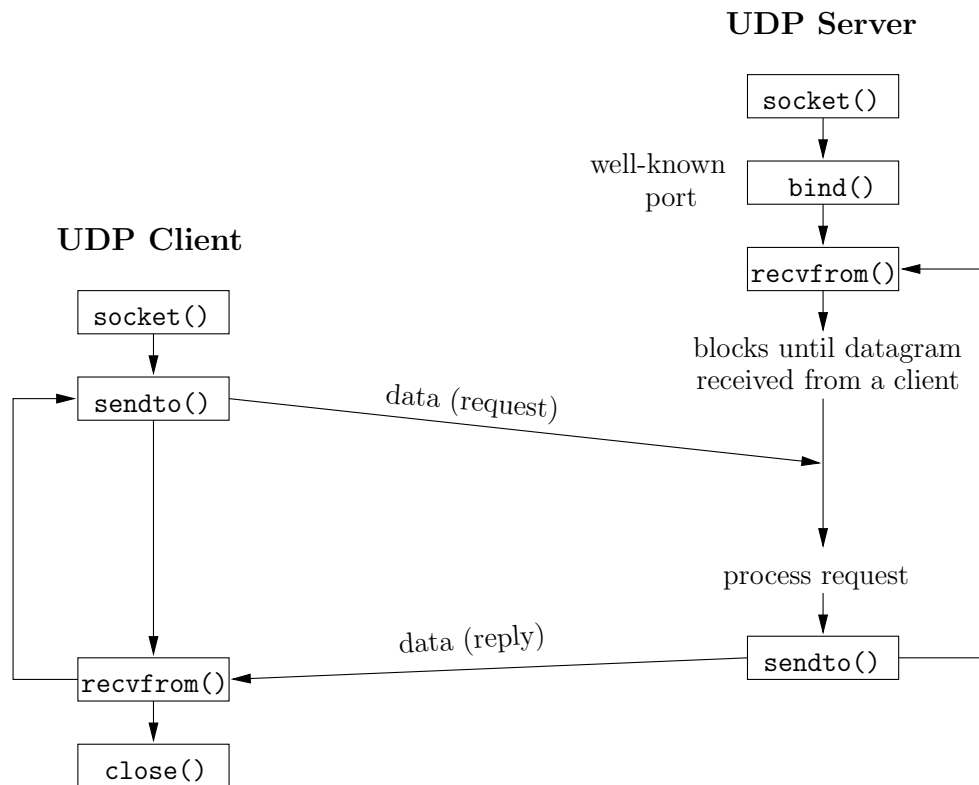 UDP Server
socket()
well-known
port
bind()
recvfrom()
blocks until datagram
received from a client
process request
sendto()
UDP Client
socket()
sendto()
data (request)
data (reply)
recvfrom()
close()